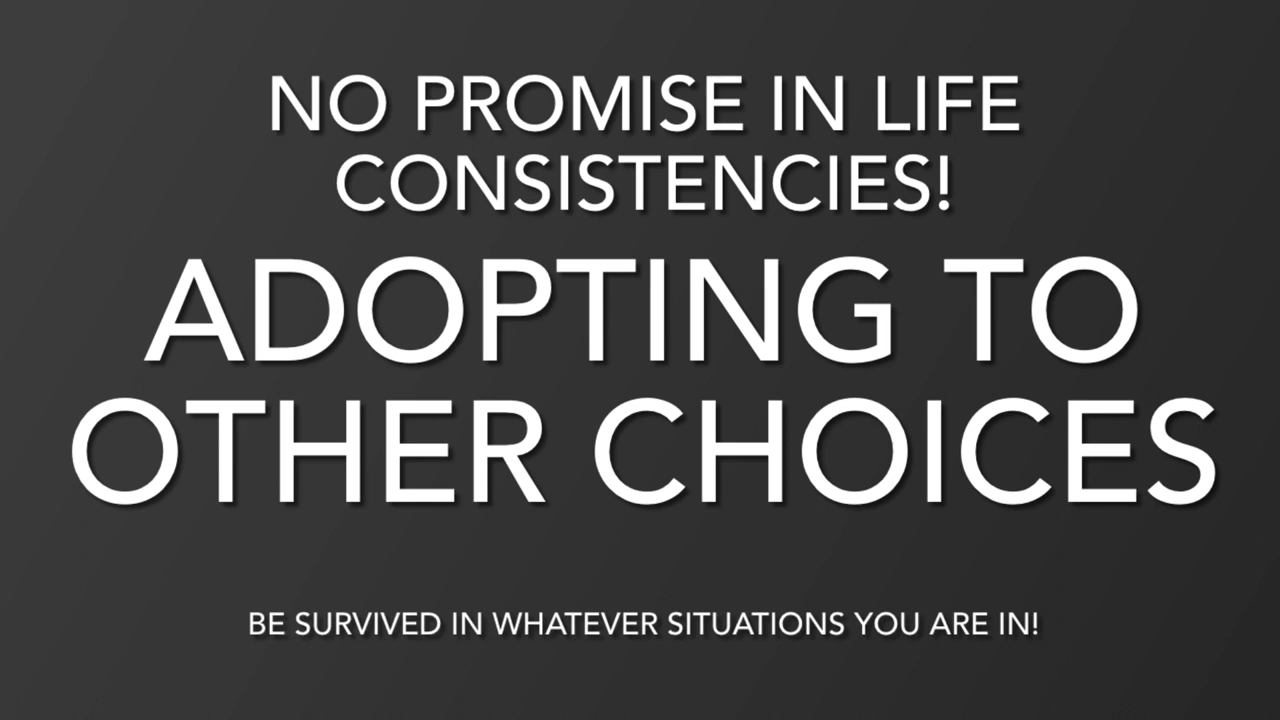 NO PROMISE IN LIFE
CONSISTENCIES!
ADOPTING TO
OTHER CHOICES
BE SURVIVED IN WHATEVER SITUATIONS YOU ARE IN!